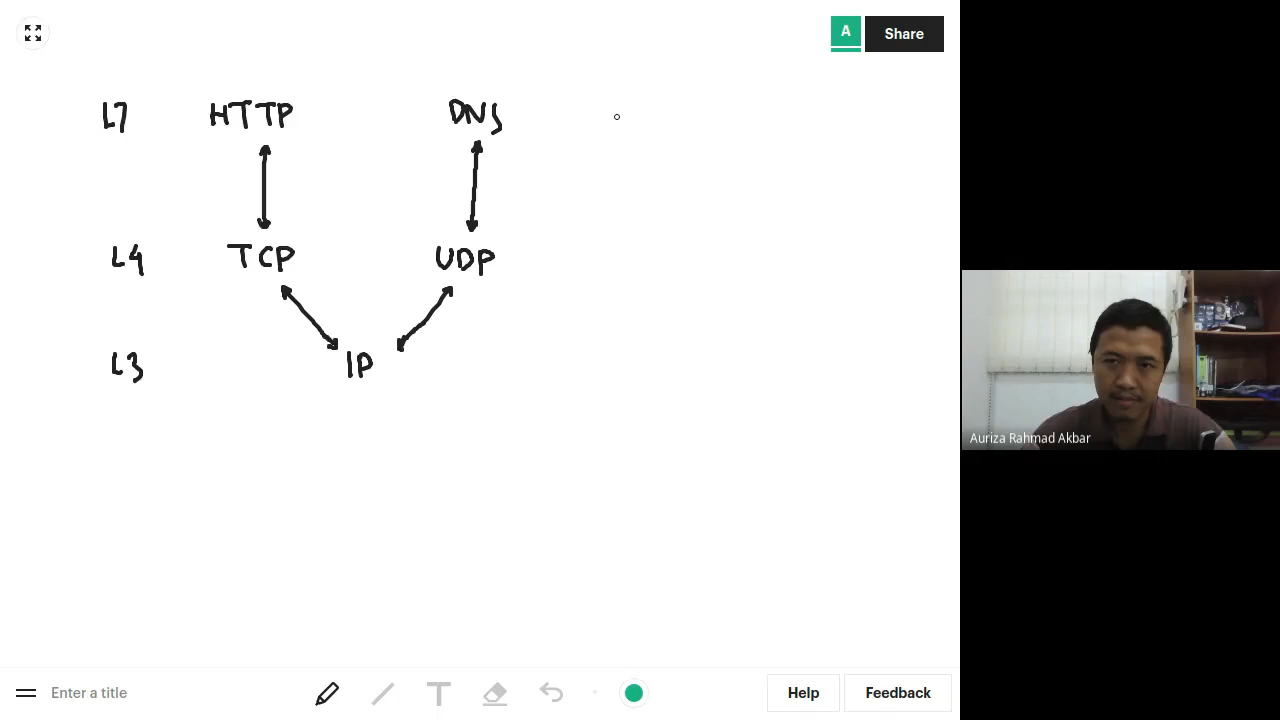 A Share
L7 HTTP DNS
L4 TCP UDP
L3 IP
Auriza Rahmad Akbar
Enter a title T Help Feedback